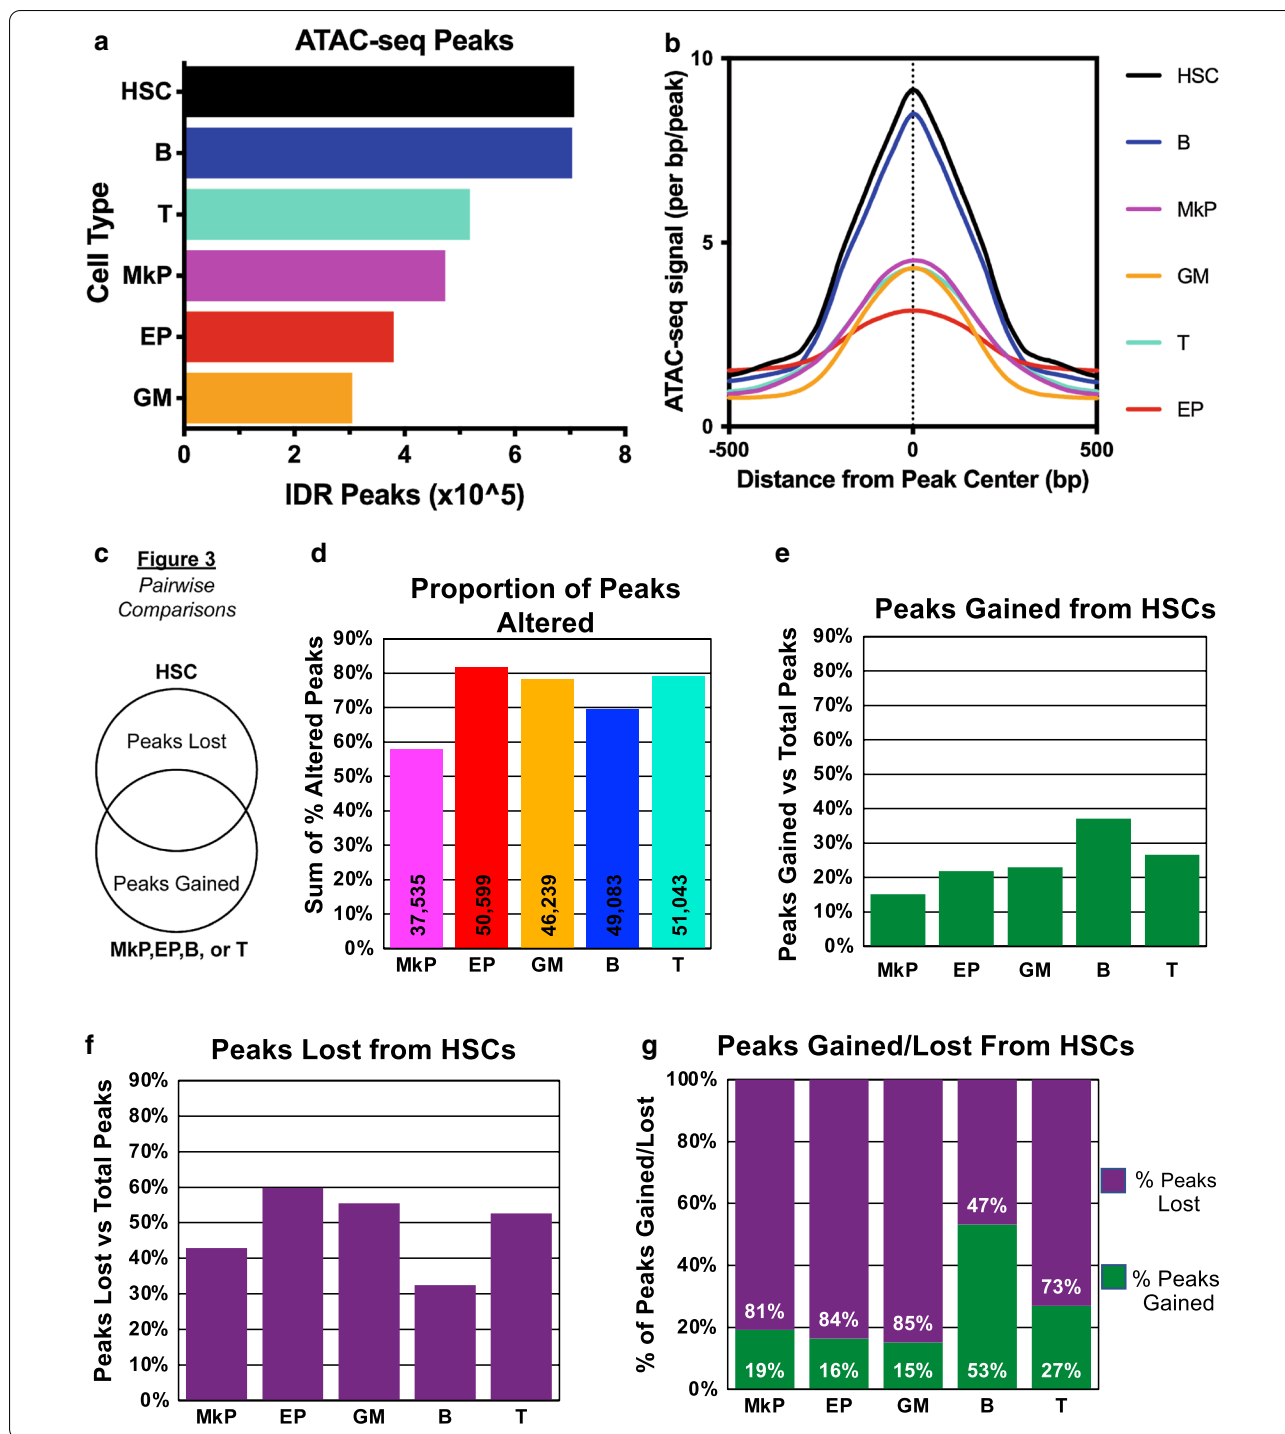 a
ATAC-seq Peaks
Cell Type
HSC
B
T
MkP
EP
GM
0 2 4 6 8
IDR Peaks (x10^5)
b
ATAC-seq signal (per bp/peak)
10
5
0
-500 0 500
Distance from Peak Center (bp)
HSC
B
MkP
GM
T
EP
c
Figure 3
Pairwise
Comparisons
HSC
Peaks Lost
Peaks Gained
MkP,EP,B, or T
d
Proportion of Peaks
Altered
Sum of % Altered Peaks
90%
80%
70%
60%
50%
40%
30%
20%
10%
0%
37,535 50,599 46,239 49,083 51,043
MkP EP GM B T
e
Peaks Gained from HSCs
Peaks Gained vs Total Peaks
90%
80%
70%
60%
50%
40%
30%
20%
10%
0%
MkP EP GM B T
f
Peaks Lost from HSCs
Peaks Lost vs Total Peaks
90%
80%
70%
60%
50%
40%
30%
20%
10%
0%
MkP EP GM B T
g
Peaks Gained/Lost From HSCs
% of Peaks Gained/Lost
100%
80%
60%
40%
20%
0%
81% 84% 85% 47% 73%
19% 16% 15% 53% 27%
MkP EP GM B T
% Peaks
Lost
% Peaks
Gained